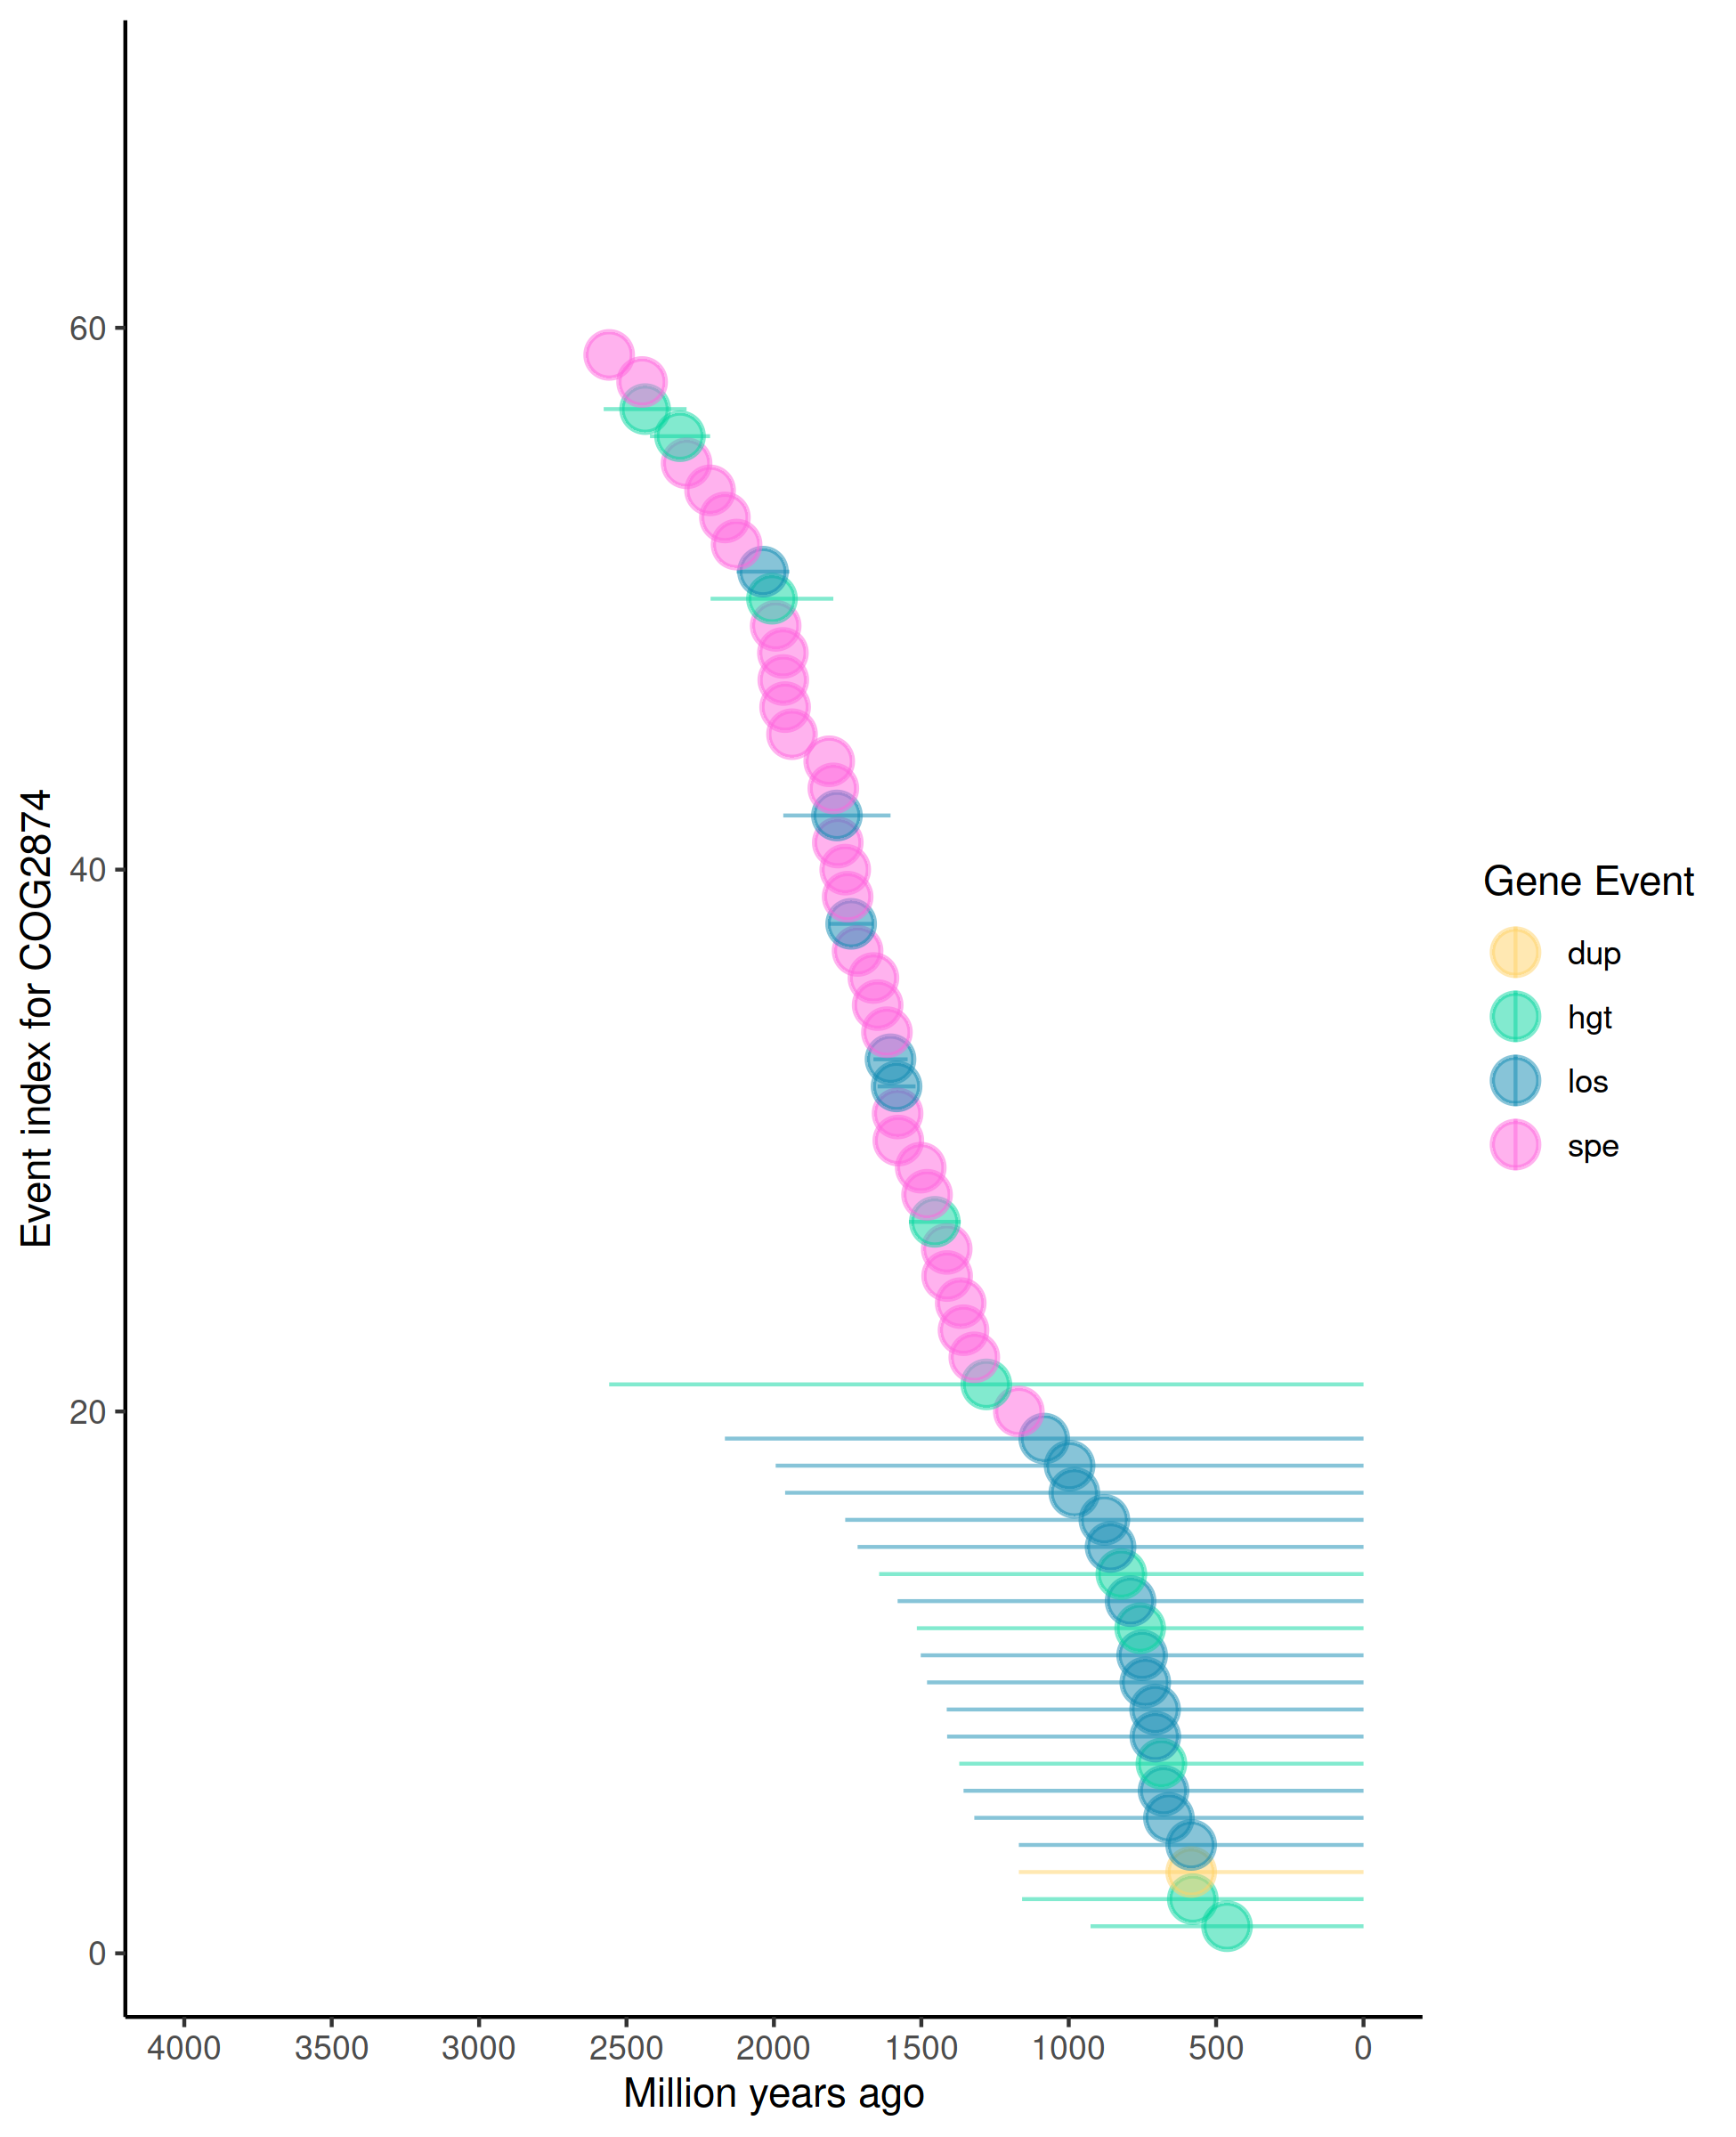 Event index for COG2874
60
40
20
0
4000 3500 3000 2500 2000 1500 1000 500 0
Million years ago
Gene Event
dup
hgt
los
spe